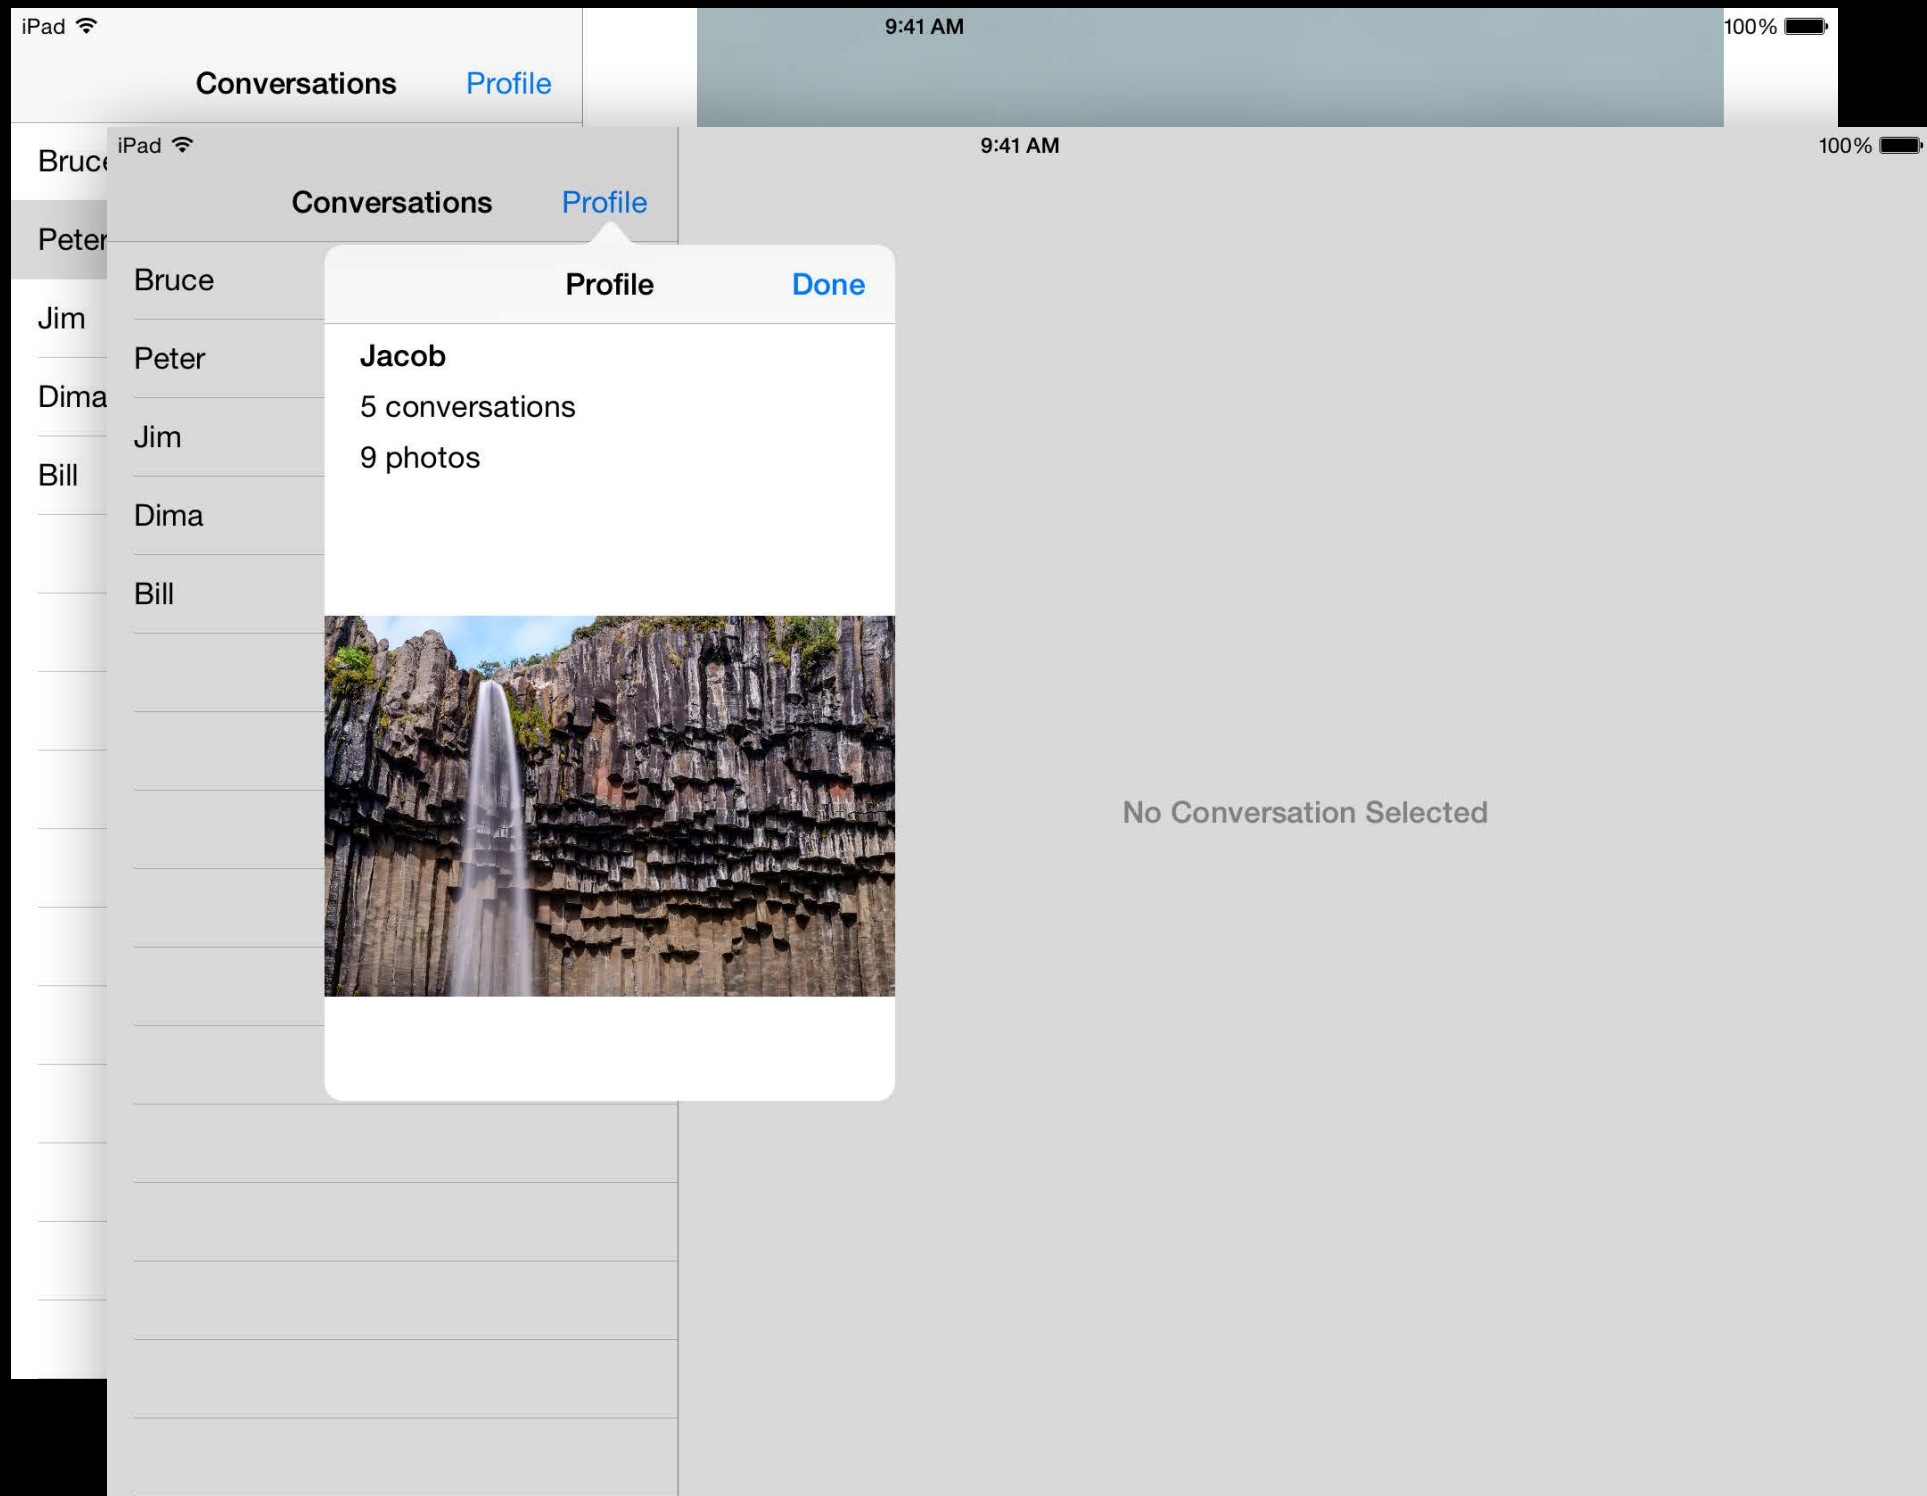 iPad 9:41 AM 100%
Conversations Profile
Bruce
Peter
Jim
Dima
Bill
iPad 9:41 AM 100%
Conversations Profile
Bruce
Peter
Jim
Dima
Bill
Profile Done
Jacob
5 conversations
9 photos
No Conversation Selected